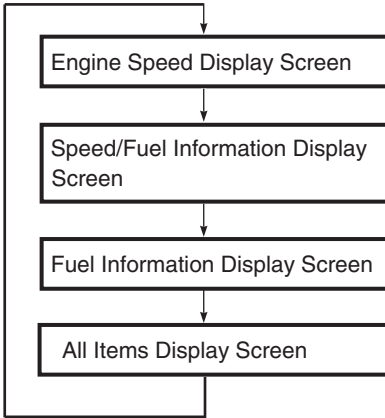 Engine Speed Display Screen
Speed/Fuel Information Display
Screen
Fuel Information Display Screen
All Items Display Screen